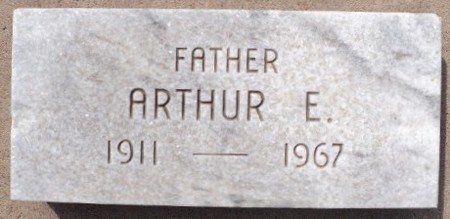 FATHER
ARTHUR E.
1911 — 1967